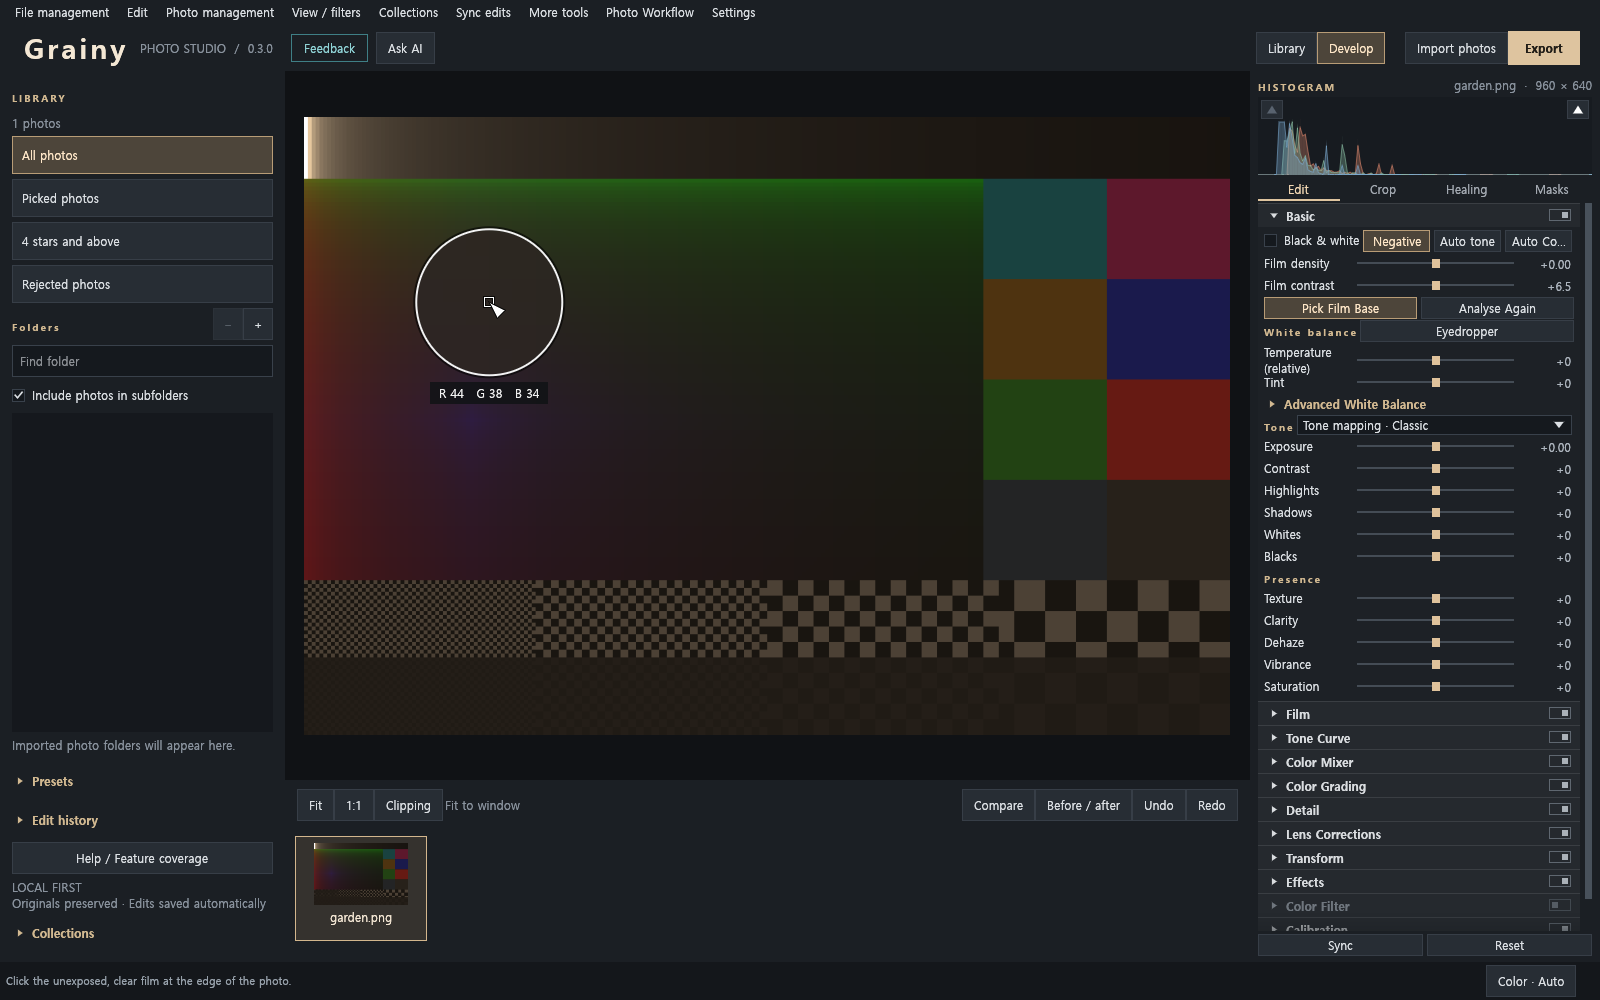 File management Edit Photo management View / filters Collections Sync edits More tools Photo Workflow Settings
Grainy PHOTO STUDIO / 0.3.0 Feedback Ask AI Library Develop Import photos Export
LIBRARY
1 photos
All photos
Picked photos
4 stars and above
Rejected photos
Folders − +
Find folder
Include photos in subfolders
Imported photo folders will appear here.
Presets
Edit history
Help / Feature coverage
LOCAL FIRST
Originals preserved · Edits saved automatically
Collections
R 44 G 38 B 34
Fit 1:1 Clipping Fit to window Compare Before / after Undo Redo
garden.png
HISTOGRAM garden.png · 960 × 640
Edit Crop Healing Masks
Basic
Black & white Negative Auto tone Auto Co...
Film density +0.00
Film contrast +6.5
Pick Film Base Analyse Again
White balance Eyedropper
Temperature (relative) +0
Tint +0
Advanced White Balance
Tone Tone mapping · Classic
Exposure +0.00
Contrast +0
Highlights +0
Shadows +0
Whites +0
Blacks +0
Presence
Texture +0
Clarity +0
Dehaze +0
Vibrance +0
Saturation +0
Film
Tone Curve
Color Mixer
Color Grading
Detail
Lens Corrections
Transform
Effects
Color Filter
Calibration
Sync Reset
Click the unexposed, clear film at the edge of the photo. Color · Auto